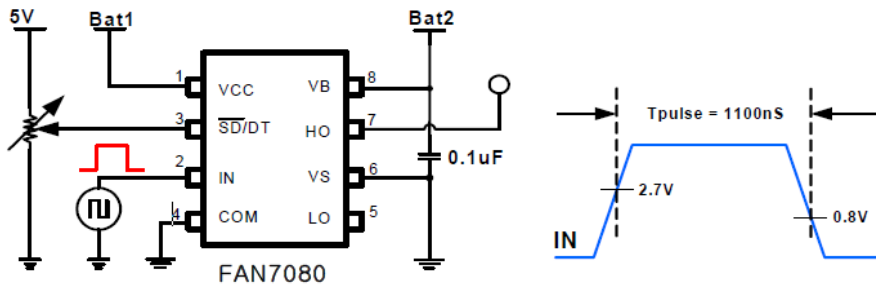 5V
Bat1
Bat2
1
VCC
VB
8
3
SD/DT
HO
7
0.1uF
2
IN
VS
6
4
COM
LO
5
FAN7080
Tpulse = 1100nS
2.7V
0.8V
IN